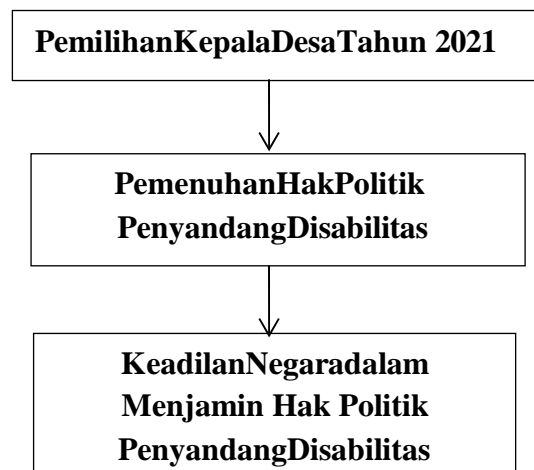 PemilihanKepalaDesaTahun 2021
PemenuhanHakPolitik
PenyandangDisabilitas
KeadilanNegaradalam
Menjamin Hak Politik
PenyandangDisabilitas